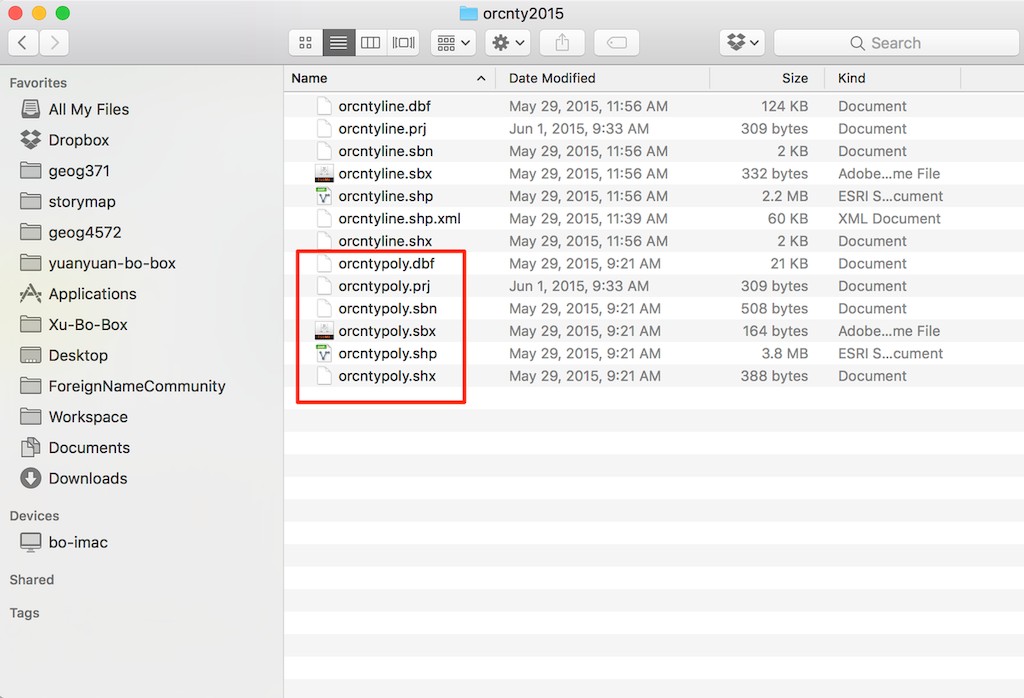 orcnty2015
Search
Favorites
All My Files
Dropbox
geog371
storymap
geog4572
yuanyuan-bo-box
Applications
Xu-Bo-Box
Desktop
ForeignNameCommunity
Workspace
Documents
Downloads
Devices
bo-imac
Shared
Tags
Name Date Modified Size Kind
orcntyline.dbf May 29, 2015, 11:56 AM 124 KB Document
orcntyline.prj Jun 1, 2015, 9:33 AM 309 bytes Document
orcntyline.sbn May 29, 2015, 11:56 AM 2 KB Document
orcntyline.sbx May 29, 2015, 11:56 AM 332 bytes Adobe...me File
orcntyline.shp May 29, 2015, 11:56 AM 2.2 MB ESRI S...cument
orcntyline.shp.xml May 29, 2015, 11:39 AM 60 KB XML Document
orcntyline.shx May 29, 2015, 11:56 AM 2 KB Document
orcntypoly.dbf May 29, 2015, 9:21 AM 21 KB Document
orcntypoly.prj Jun 1, 2015, 9:33 AM 309 bytes Document
orcntypoly.sbn May 29, 2015, 9:21 AM 508 bytes Document
orcntypoly.sbx May 29, 2015, 9:21 AM 164 bytes Adobe...me File
orcntypoly.shp May 29, 2015, 9:21 AM 3.8 MB ESRI S...cument
orcntypoly.shx May 29, 2015, 9:21 AM 388 bytes Document